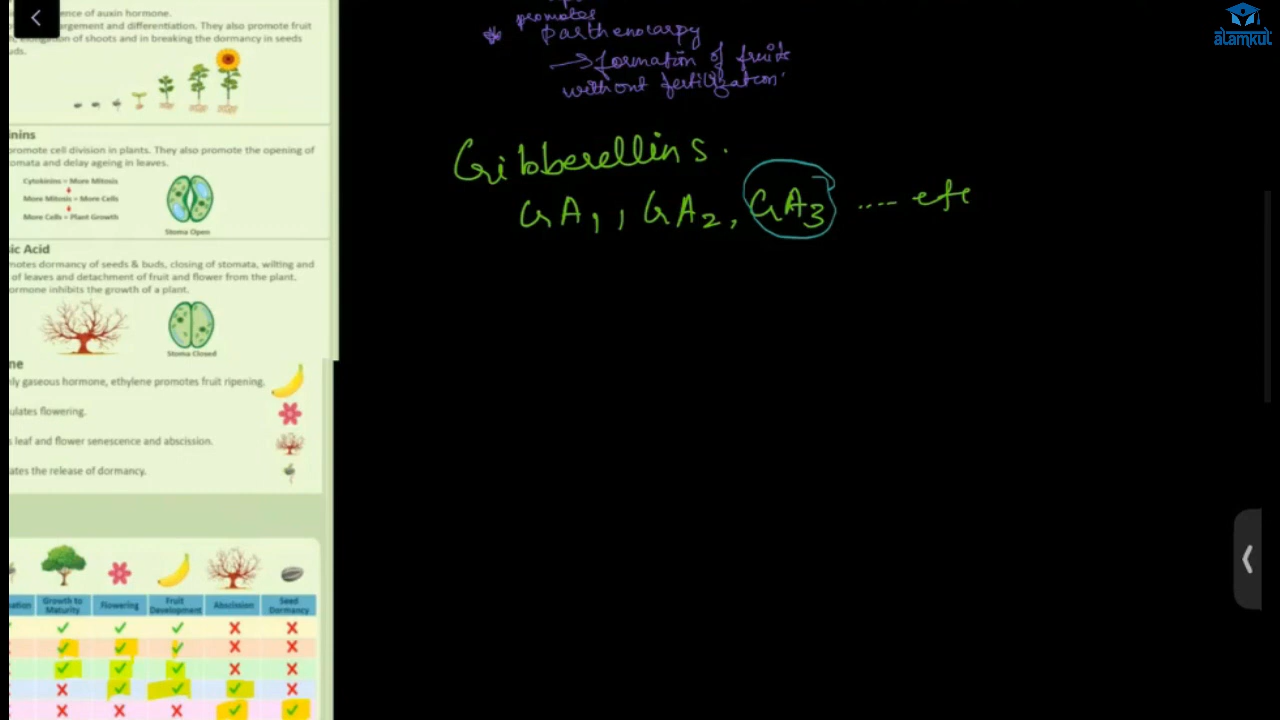 ence of auxin hormone.
argement and differentiation. They also promote fruit
of shoots and in breaking the dormancy in seeds
uds.
inins
promote cell division in plants. They also promote the opening of
omata and delay ageing in leaves.
Cytokinins = More Mitosis
More Mitosis = More Cells
More Cells = Plant Growth
Stoma Open
ic Acid
notes dormancy of seeds & buds, closing of stomata, wilting and
of leaves and detachment of fruit and flower from the plant.
ormone inhibits the growth of a plant.
Stoma Closed
ne
ly gaseous hormone, ethylene promotes fruit ripening.
ulates flowering.
s leaf and flower senescence and abscission.
ates the release of dormancy.
nation Growth to Maturity Flowering Fruit Development Abscission Seed Dormancy
promotes
parthenocarpy
→ formation of fruits
without fertilization
Gibberellins.
GA1, GA2, GA3 .... etc
alamkul